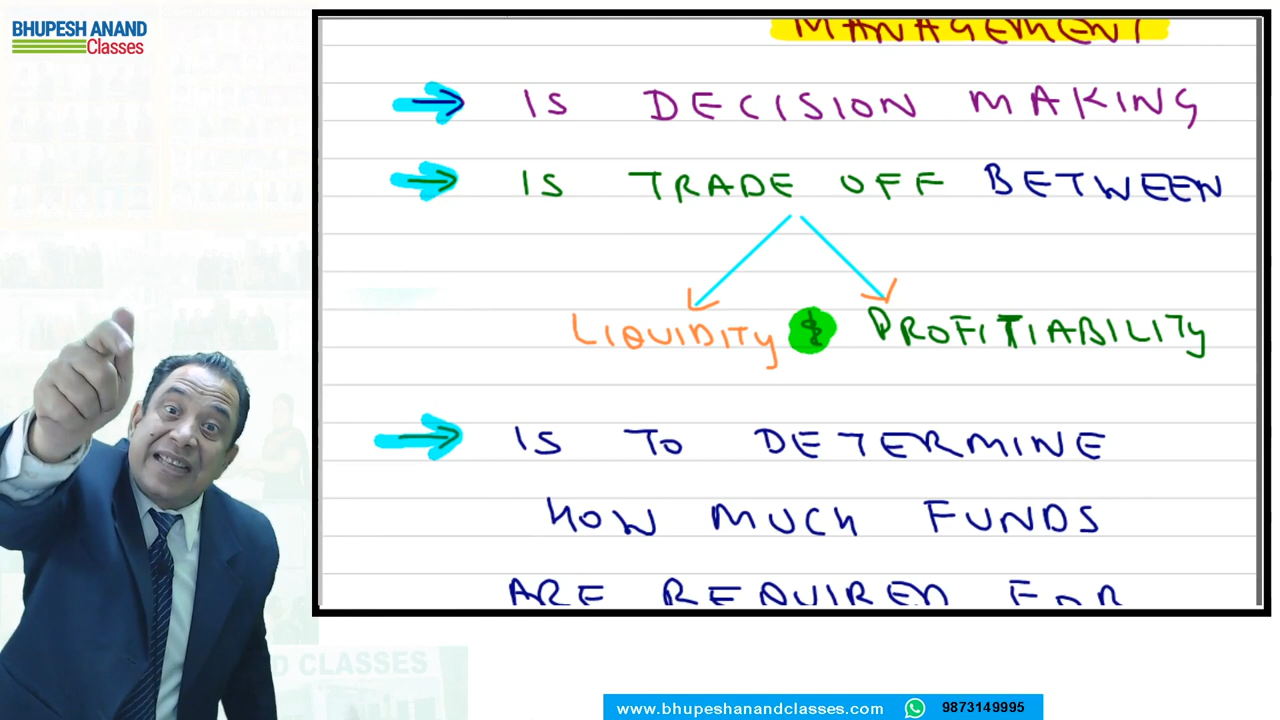 BHUPESH ANAND
Classes
MANAGEMENT
IS DECISION MAKING
IS TRADE OFF BETWEEN
LIQUIDITY & PROFITIABILITY
IS TO DETERMINE
HOW MUCH FUNDS
ARE REQUIRED FOR
D CLASSES
www.bhupeshanandclasses.com 9873149995